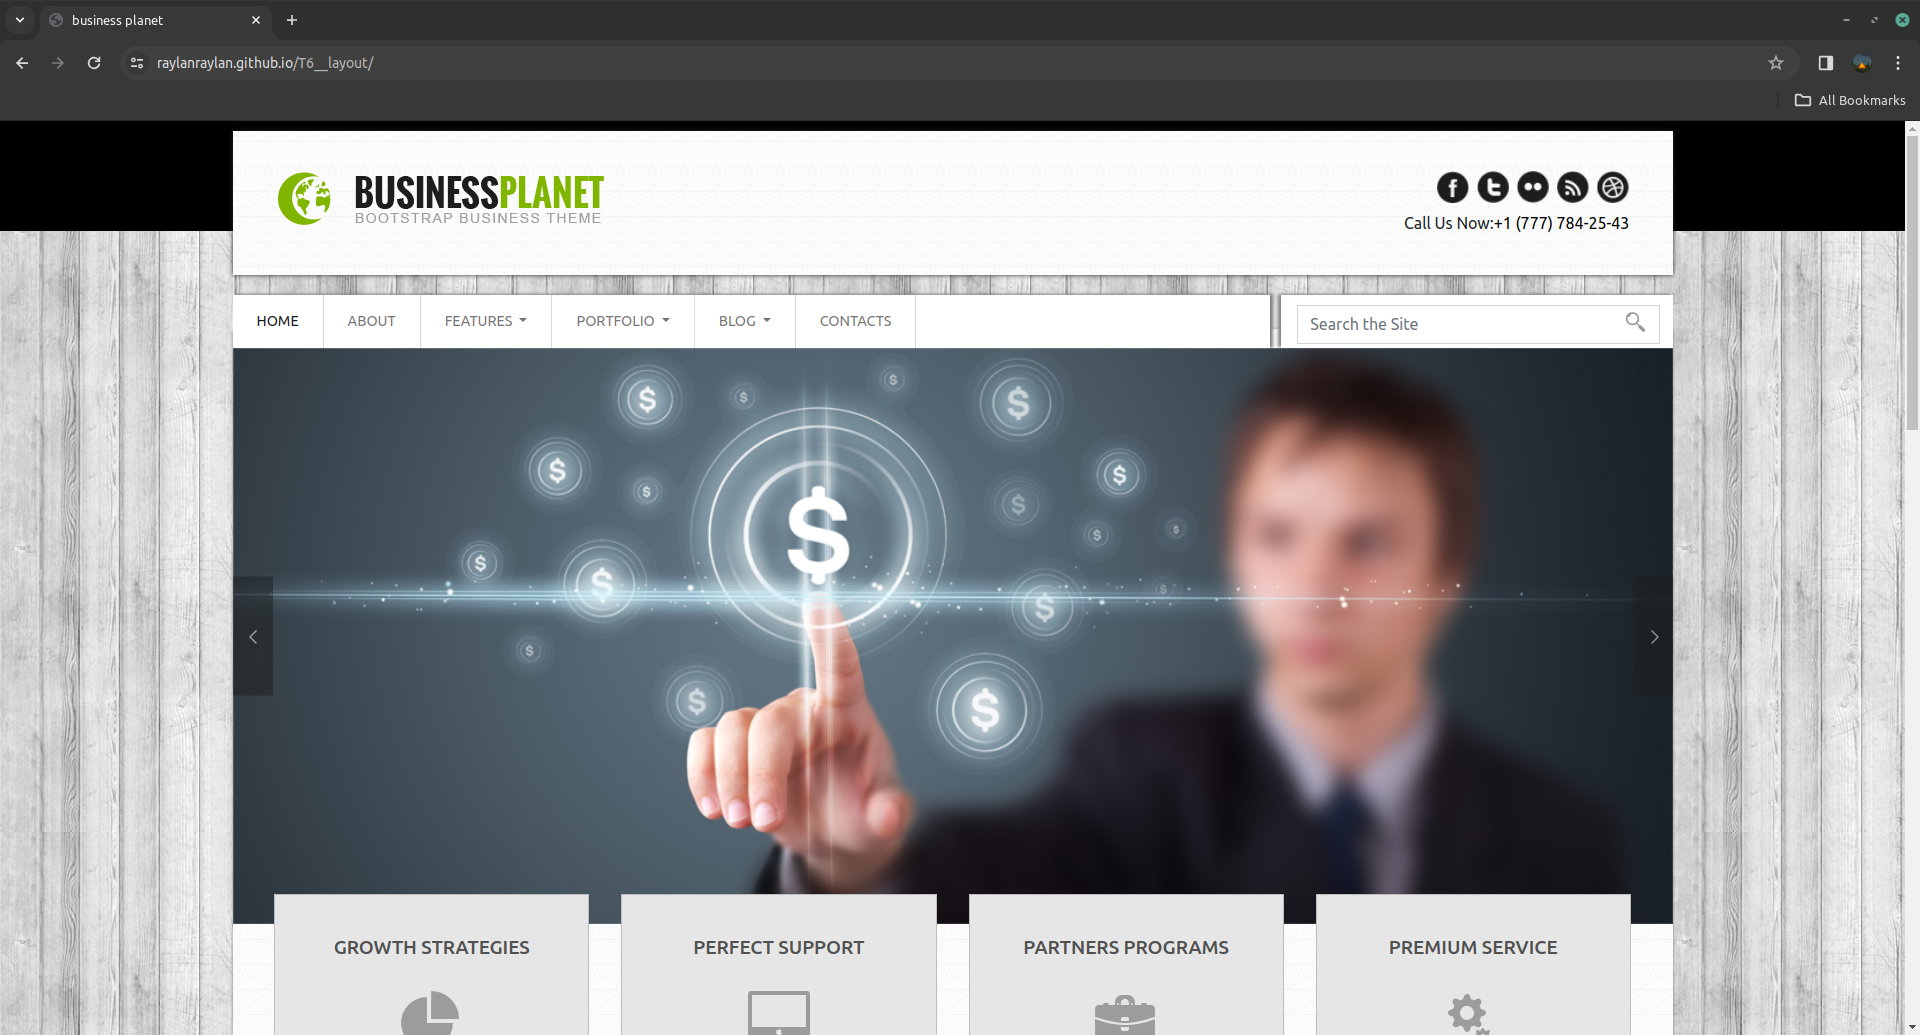 business planet
raylanraylan.github.io/T6__layout/
All Bookmarks
BUSINESSPLANET
BOOTSTRAP BUSINESS THEME
Call Us Now:+1 (777) 784-25-43
HOME
ABOUT
FEATURES
PORTFOLIO
BLOG
CONTACTS
Search the Site
GROWTH STRATEGIES
PERFECT SUPPORT
PARTNERS PROGRAMS
PREMIUM SERVICE